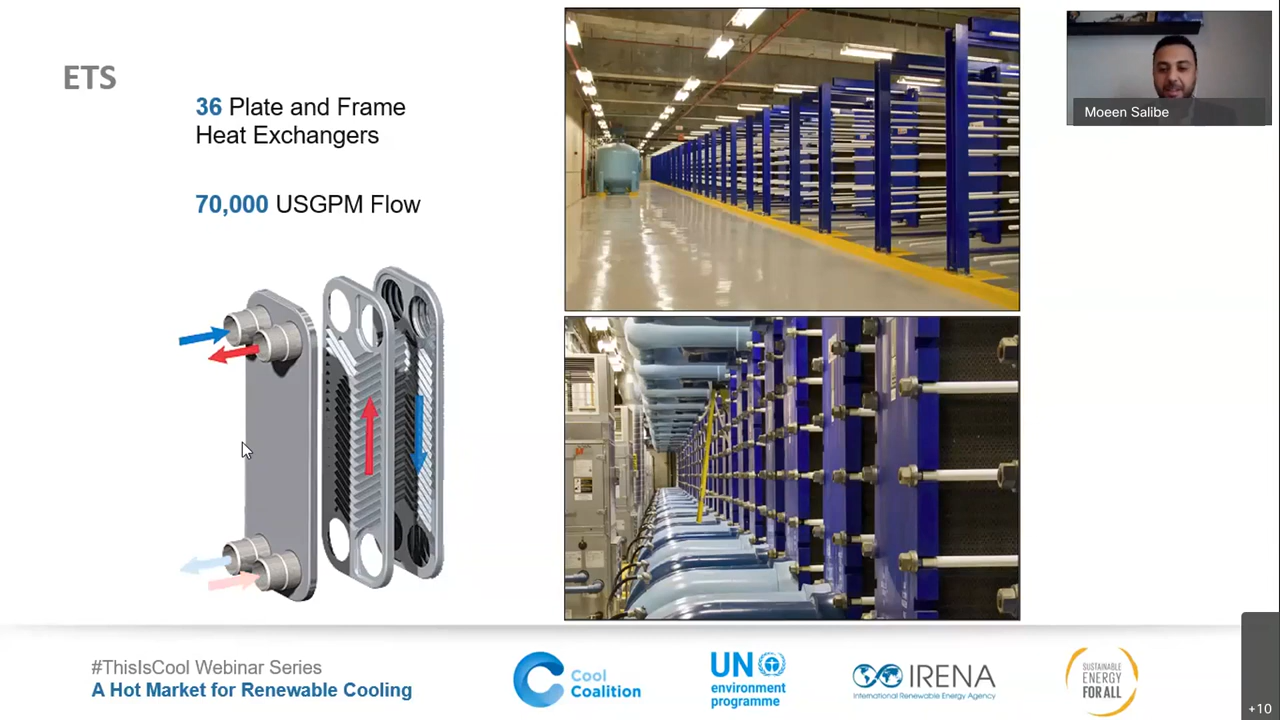 ETS
36 Plate and Frame
Heat Exchangers
70,000 USGPM Flow
Moeen Salibe
#ThisIsCool Webinar Series
A Hot Market for Renewable Cooling
Cool
Coalition
UN
environment
programme
IRENA
International Renewable Energy Agency
SUSTAINABLE
ENERGY
FOR ALL
+10